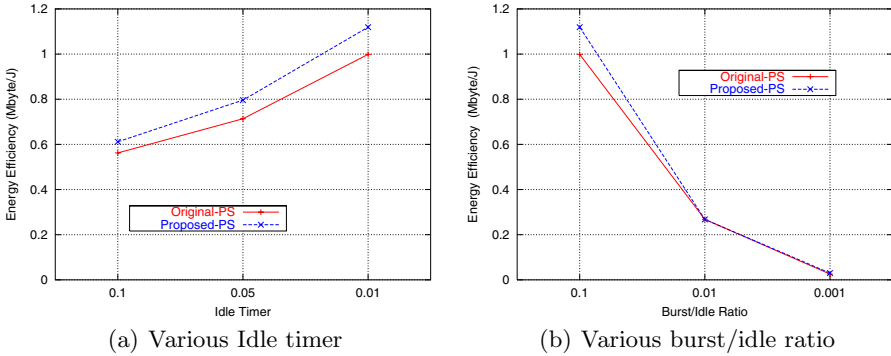 1.2
1
0.8
0.6
0.4
0.2
0
Energy Efficiency (Mbyte/J)
Original-PS
Proposed-PS
0.1 0.05 0.01
Idle Timer
(a) Various Idle timer
1.2
1
0.8
0.6
0.4
0.2
0
Energy Efficiency (Mbyte/J)
Original-PS
Proposed-PS
0.1 0.01 0.001
Burst/Idle Ratio
(b) Various burst/idle ratio